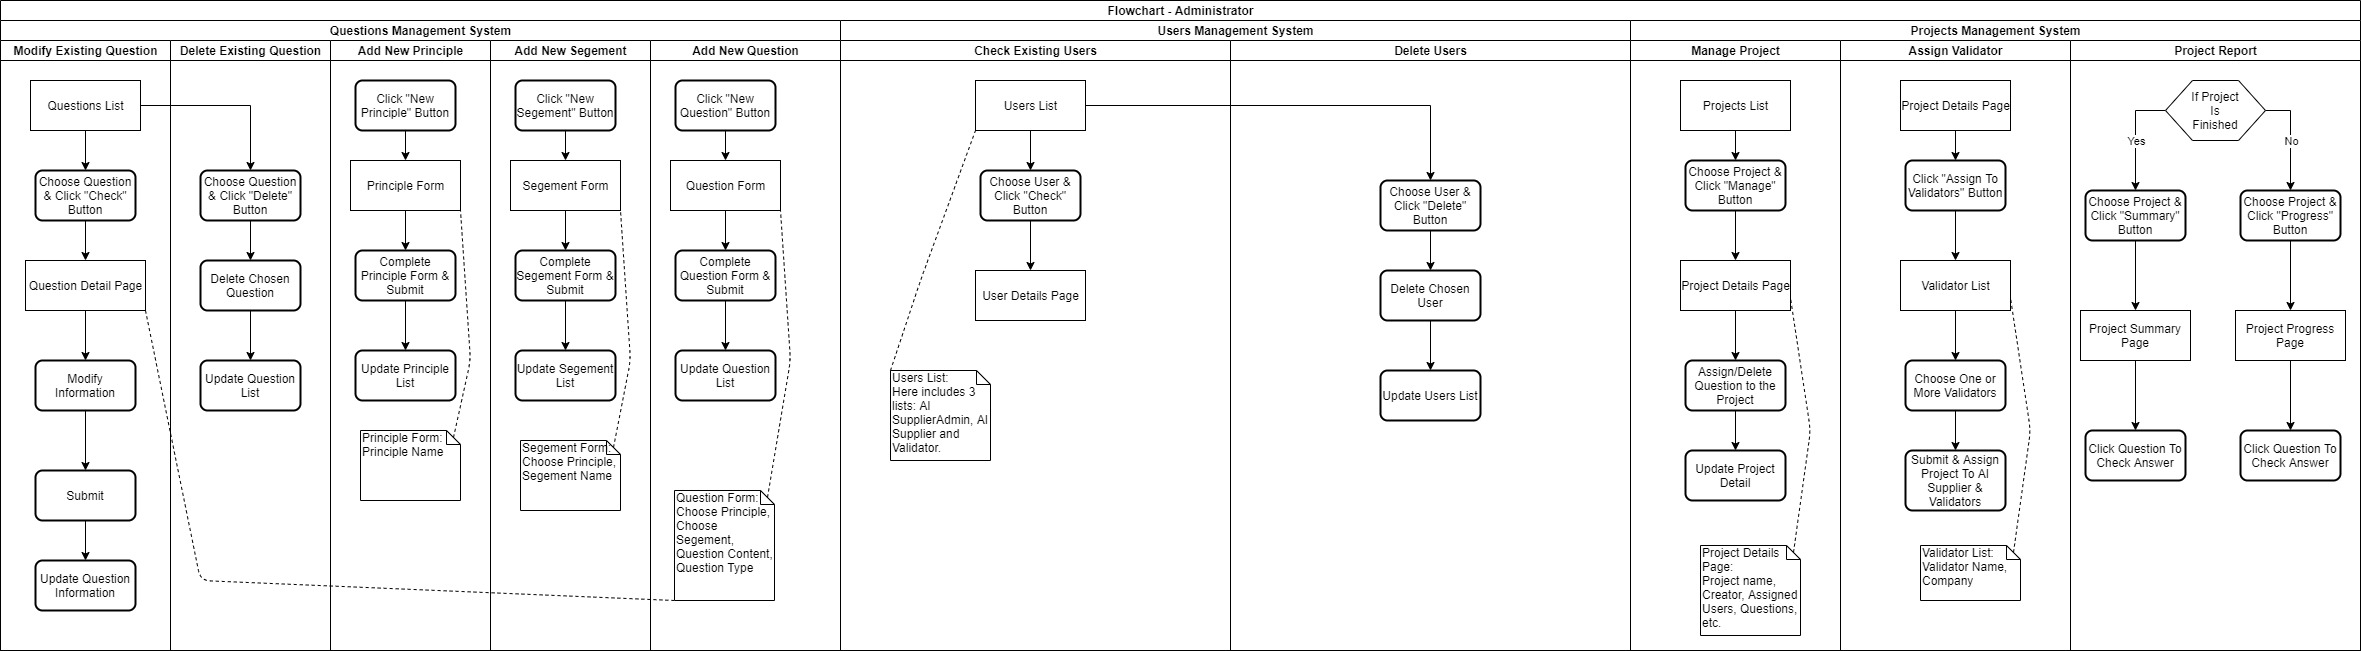 Flowchart - Administrator
Questions Management System
Users Management System
Projects Management System
Modify Existing Question
Delete Existing Question
Add New Principle
Add New Segement
Add New Question
Check Existing Users
Delete Users
Manage Project
Assign Validator
Project Report
Questions List
Choose Question
& Click "Check"
Button
Question Detail Page
Modify
Information
Submit
Update Question
Information
Choose Question
& Click "Delete"
Button
Delete Chosen
Question
Update Question
List
Click "New
Principle" Button
Principle Form
Complete
Principle Form &
Submit
Update Principle
List
Principle Form:
Principle Name
Click "New
Segement" Button
Segement Form
Complete
Segement Form &
Submit
Update Segement
List
Segement Form:
Choose Principle,
Segement Name
Click "New
Question" Button
Question Form
Complete
Question Form &
Submit
Update Question
List
Question Form:
Choose Principle,
Choose
Segement,
Question Content,
Question Type
Users List
Choose User &
Click "Check"
Button
User Details Page
Users List:
Here includes 3
lists: AI
SupplierAdmin, AI
Supplier and
Validator.
Choose User &
Click "Delete"
Button
Delete Chosen
User
Update Users List
Projects List
Choose Project &
Click "Manage"
Button
Project Details Page
Assign/Delete
Question to the
Project
Update Project
Detail
Project Details
Page:
Project name,
Creator, Assigned
Users, Questions,
etc.
Project Details Page
Click "Assign To
Validators" Button
Validator List
Choose One or
More Validators
Submit & Assign
Project To AI
Supplier &
Validators
Validator List:
Validator Name,
Company
If Project
Is
Finished
Yes
No
Choose Project &
Click "Summary"
Button
Project Summary
Page
Click Question To
Check Answer
Choose Project &
Click "Progress"
Button
Project Progress
Page
Click Question To
Check Answer